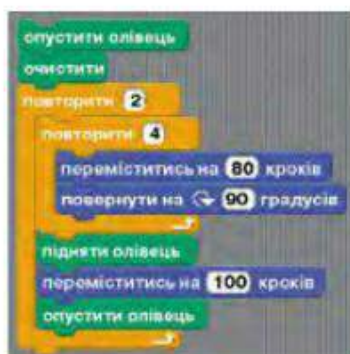 опустити олівець
очистити
повторити 2
повторити 4
переміститись на 80 кроків
повернути на 90 градусів
підняти олівець
переміститись на 100 кроків
опустити олівець